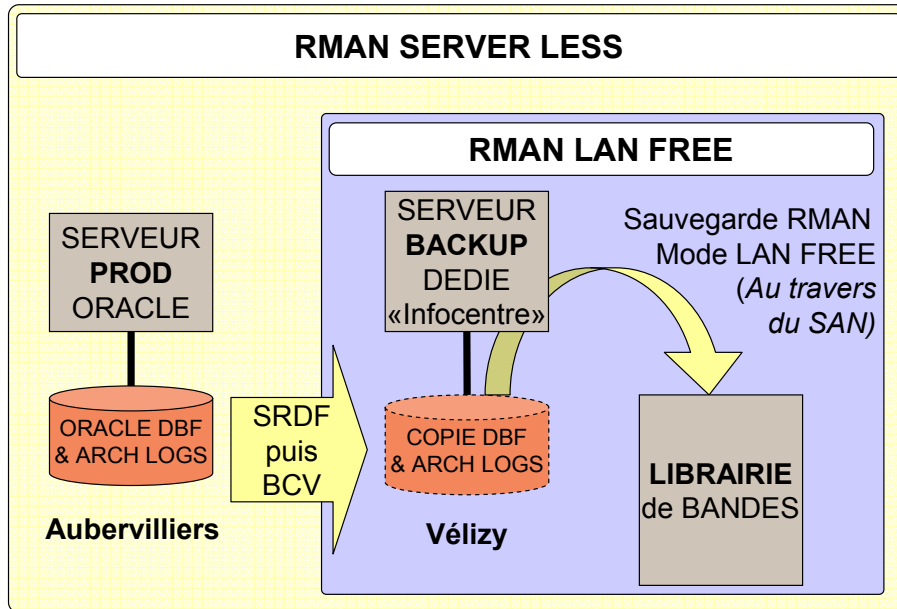 RMAN SERVER LESS
RMAN LAN FREE
SERVEUR
PROD
ORACLE
ORACLE DBF
& ARCH LOGS
Aubervilliers
SRDF
puis
BCV
SERVEUR
BACKUP
DEDIE
«Infocentre»
COPIE DBF
& ARCH LOGS
Vélizy
Sauvegarde RMAN
Mode LAN FREE
(Au travers
du SAN)
LIBRAIRIE
de BANDES